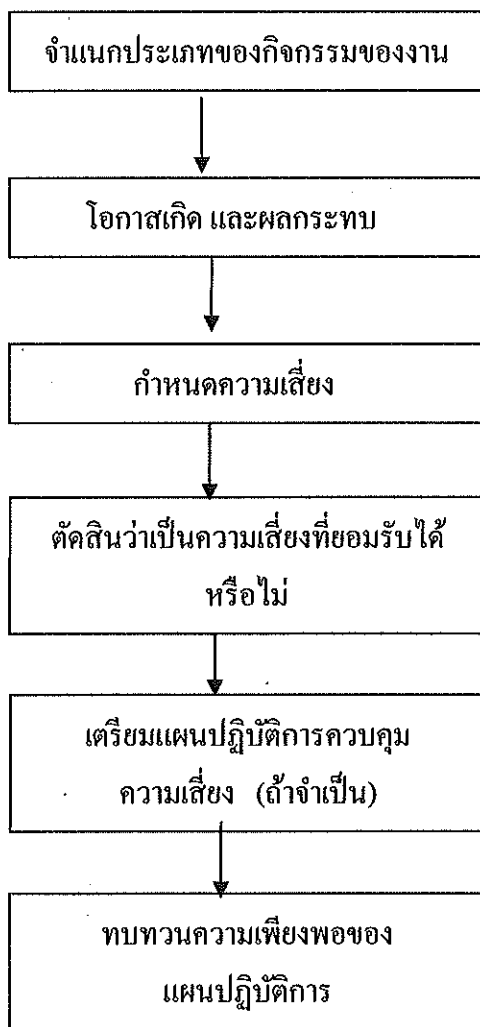 จำแนกประเภทของกิจกรรมของงาน
โอกาสเกิด และผลกระทบ
กำหนดความเสี่ยง
ตัดสินว่าเป็นความเสี่ยงที่ยอมรับได้
หรือไม่
เตรียมแผนปฏิบัติการควบคุม
ความเสี่ยง (ถ้าจำเป็น)
ทบทวนความเพียงพอของ
แผนปฏิบัติการ